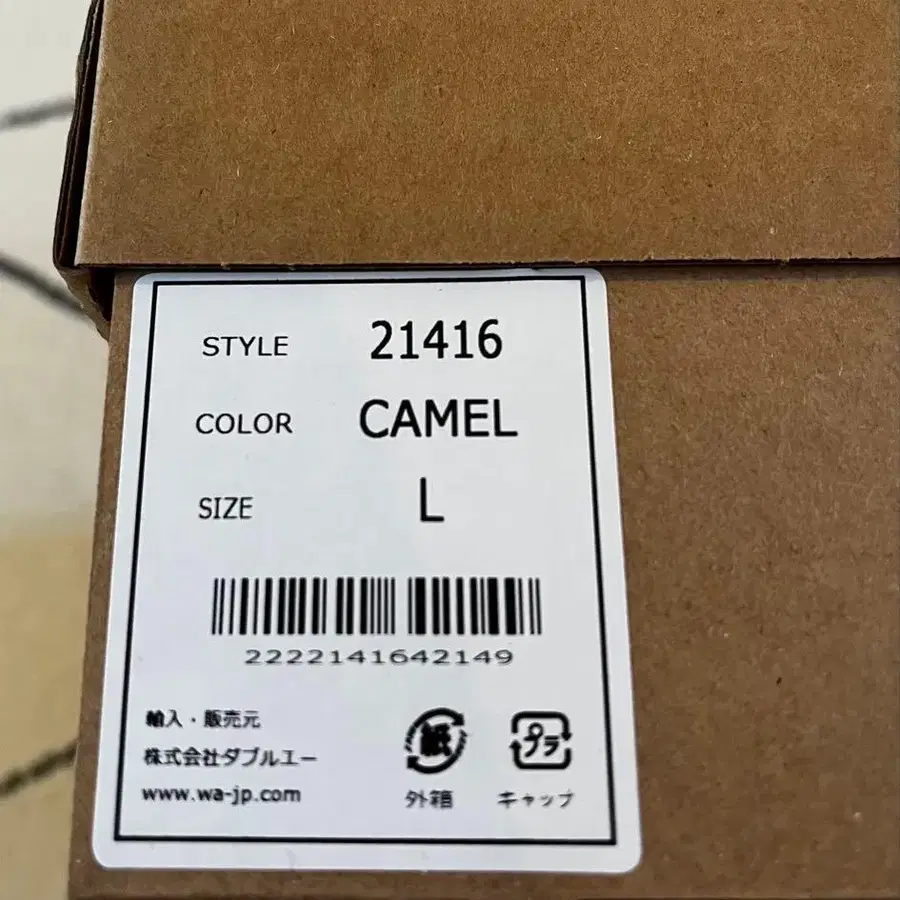 STYLE 21416
COLOR CAMEL
SIZE L
2222141642149
輸入・販売元
株式会社ダブルエー
www.wa-jp.com
紙
外箱
プラ
キャップ